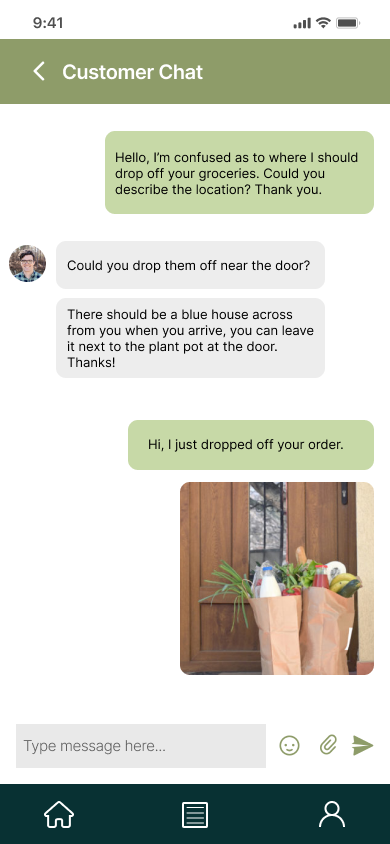 9:41
Customer Chat
Hello, I'm confused as to where I should
drop off your groceries. Could you
describe the location? Thank you.
Could you drop them off near the door?
There should be a blue house across
from you when you arrive, you can leave
it next to the plant pot at the door.
Thanks!
Hi, I just dropped off your order.
Type message here...